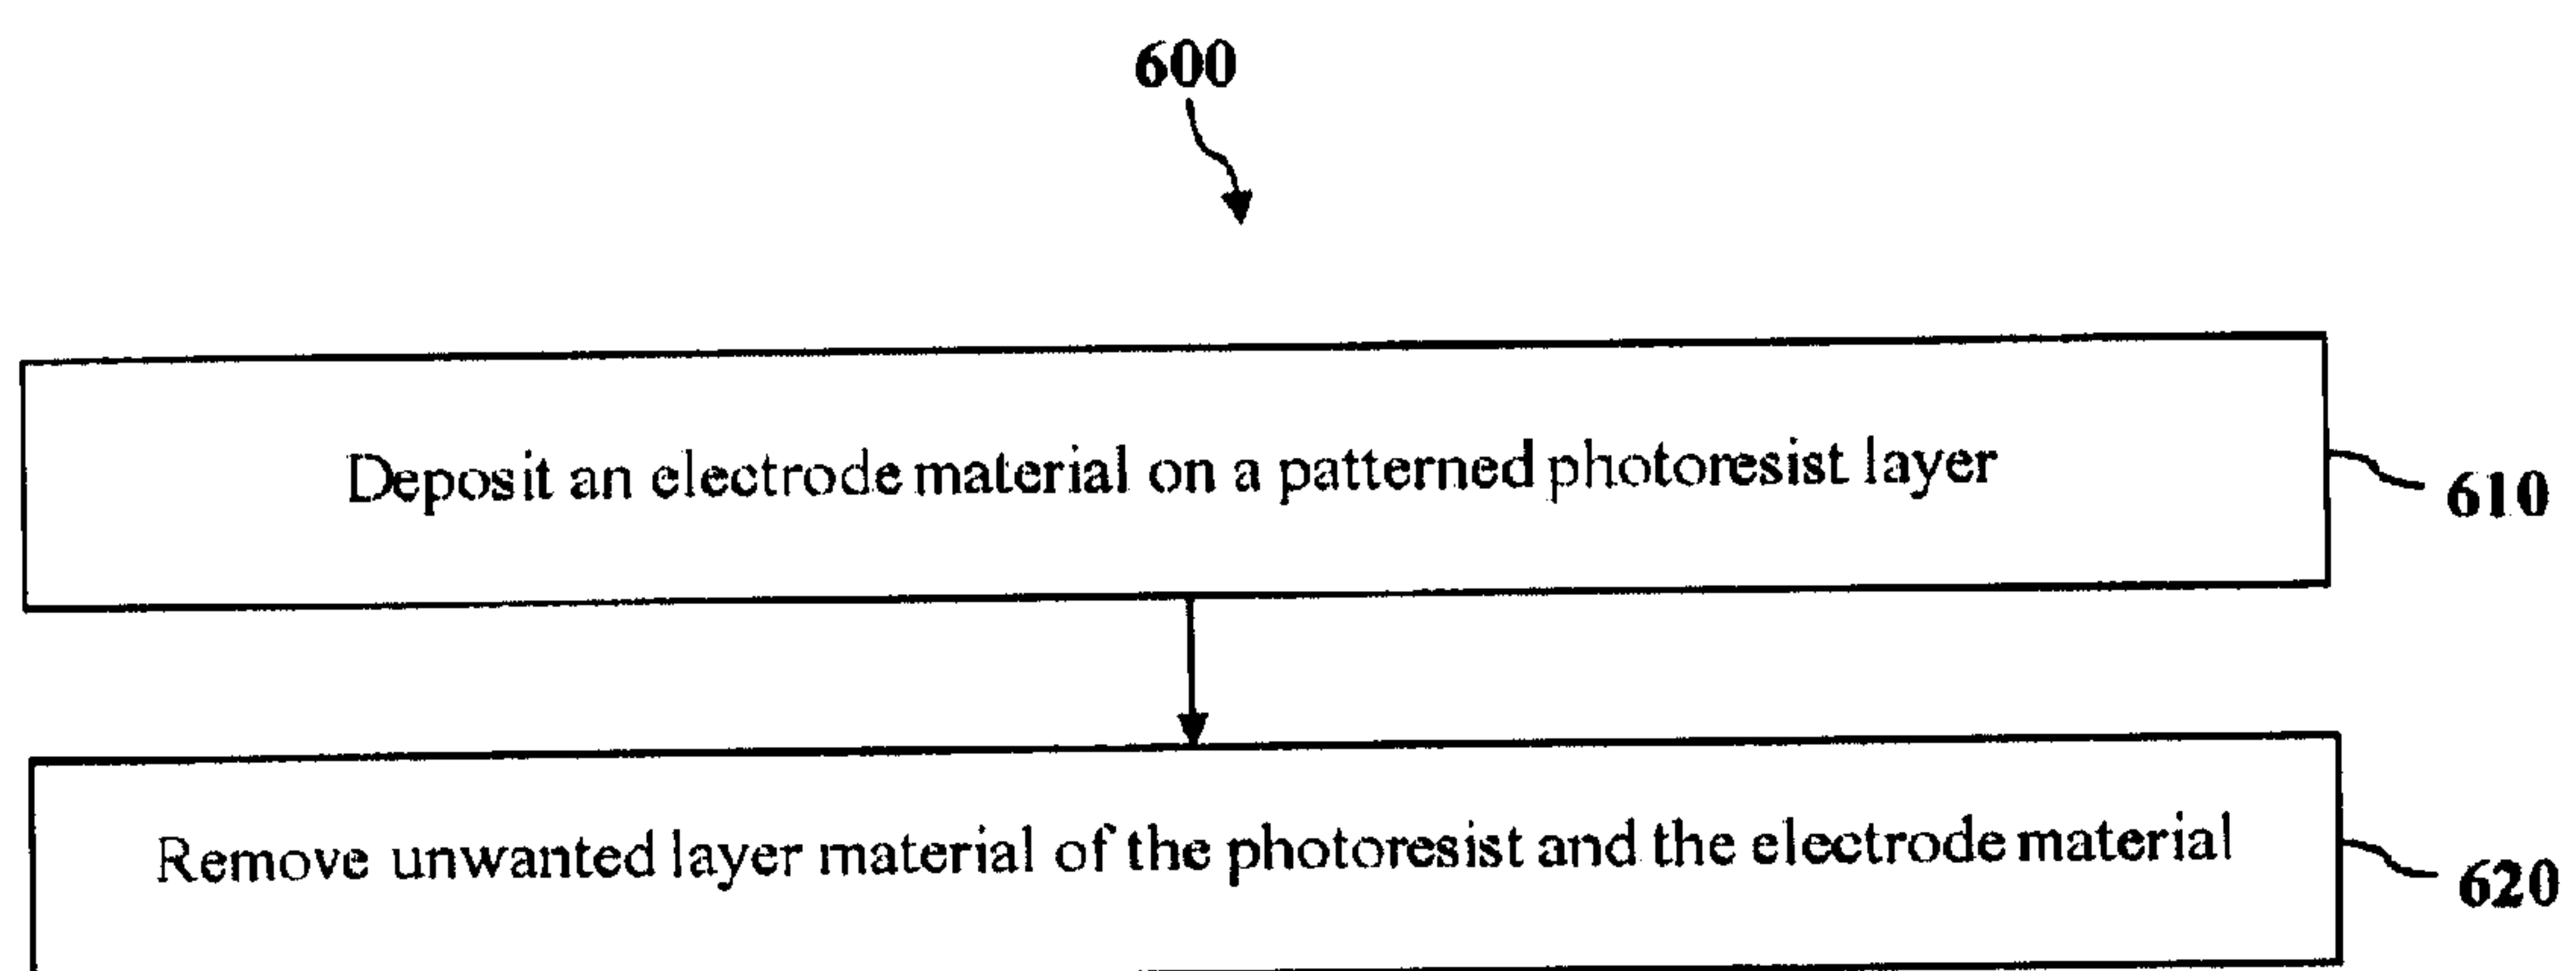 600
Deposit an electrode material on a patterned photoresist layer
610
Remove unwanted layer material of the photoresist and the electrode material
620